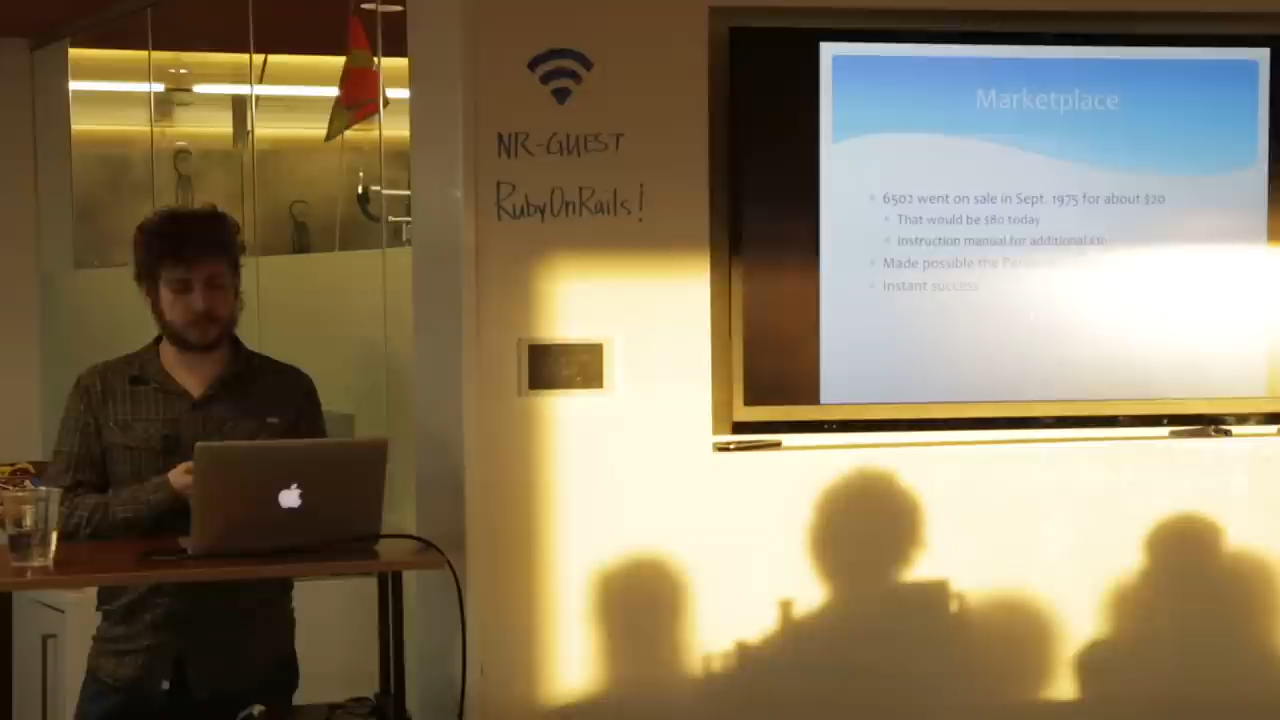 NR-GUEST
RubyOnRails!
Marketplace
6502 went on sale in Sept. 1975 for about $20
That would be $80 today
Instruction manual for additional $10
Made possible the
Instant success